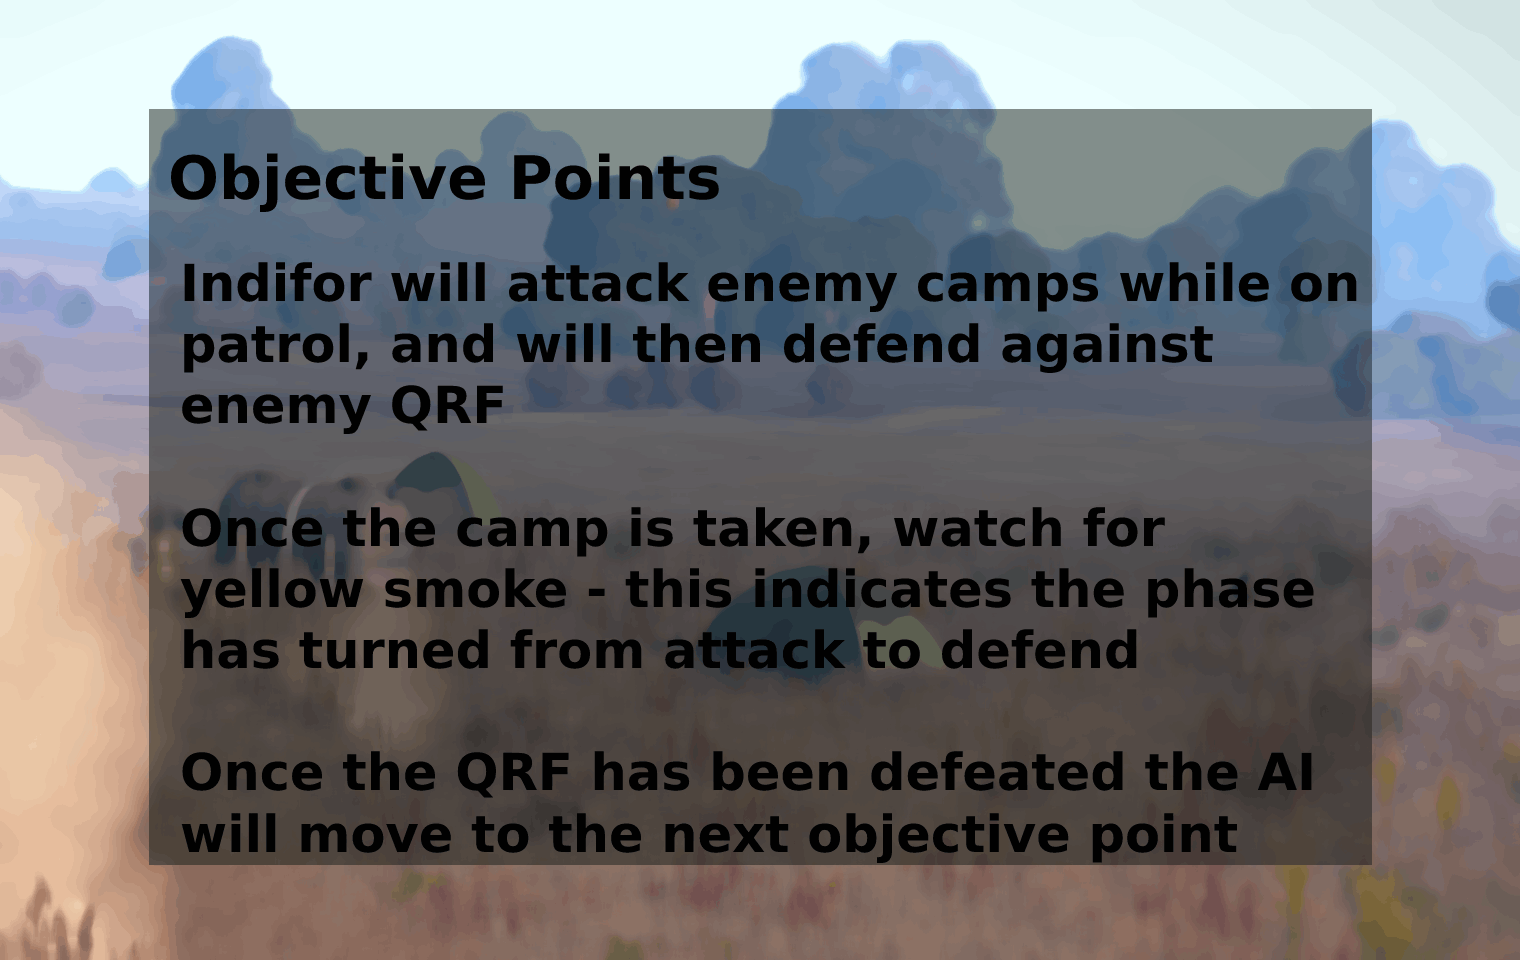 Objective Points
Indifor will attack enemy camps while on
patrol, and will then defend against
enemy QRF
Once the camp is taken, watch for
yellow smoke - this indicates the phase
has turned from attack to defend
Once the QRF has been defeated the AI
will move to the next objective point